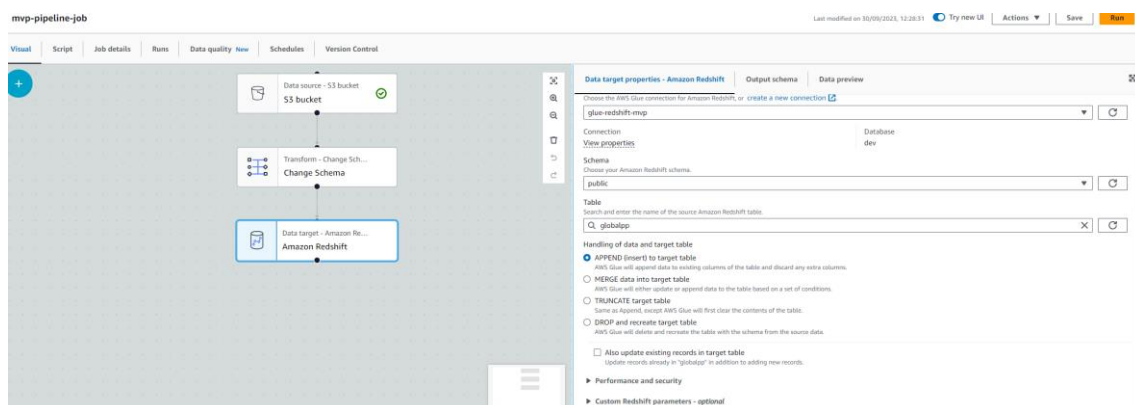 mvp-pipeline-job
Last modified on 30/09/2023, 12:28:31
Try new UI
Actions
Save
Run
Visual
Script
Job details
Runs
Data quality New
Schedules
Version Control
Data source - S3 bucket
S3 bucket
Transform - Change Sch...
Change Schema
Data target - Amazon Re...
Amazon Redshift
Data target properties - Amazon Redshift
Output schema
Data preview
Choose the AWS Glue connection for Amazon Redshift, or create a new connection
glue-redshift-mvp
Connection
View properties
Database
dev
Schema
Choose your Amazon Redshift schema.
public
Table
Search and enter the name of the source Amazon Redshift table.
globalpp
Handling of data and target table
APPEND (insert) to target table
AWS Glue will append data to existing columns of the table and discard any extra columns.
MERGE data into target table
AWS Glue will either update or append data to the table based on a set of conditions.
TRUNCATE target table
Same as Append, except AWS Glue will first clear the contents of the table.
DROP and recreate target table
AWS Glue will delete and recreate the table with the schema from the source data.
Also update existing records in target table
Update records already in "globalpp" in addition to adding new records.
Performance and security
Custom Redshift parameters - optional